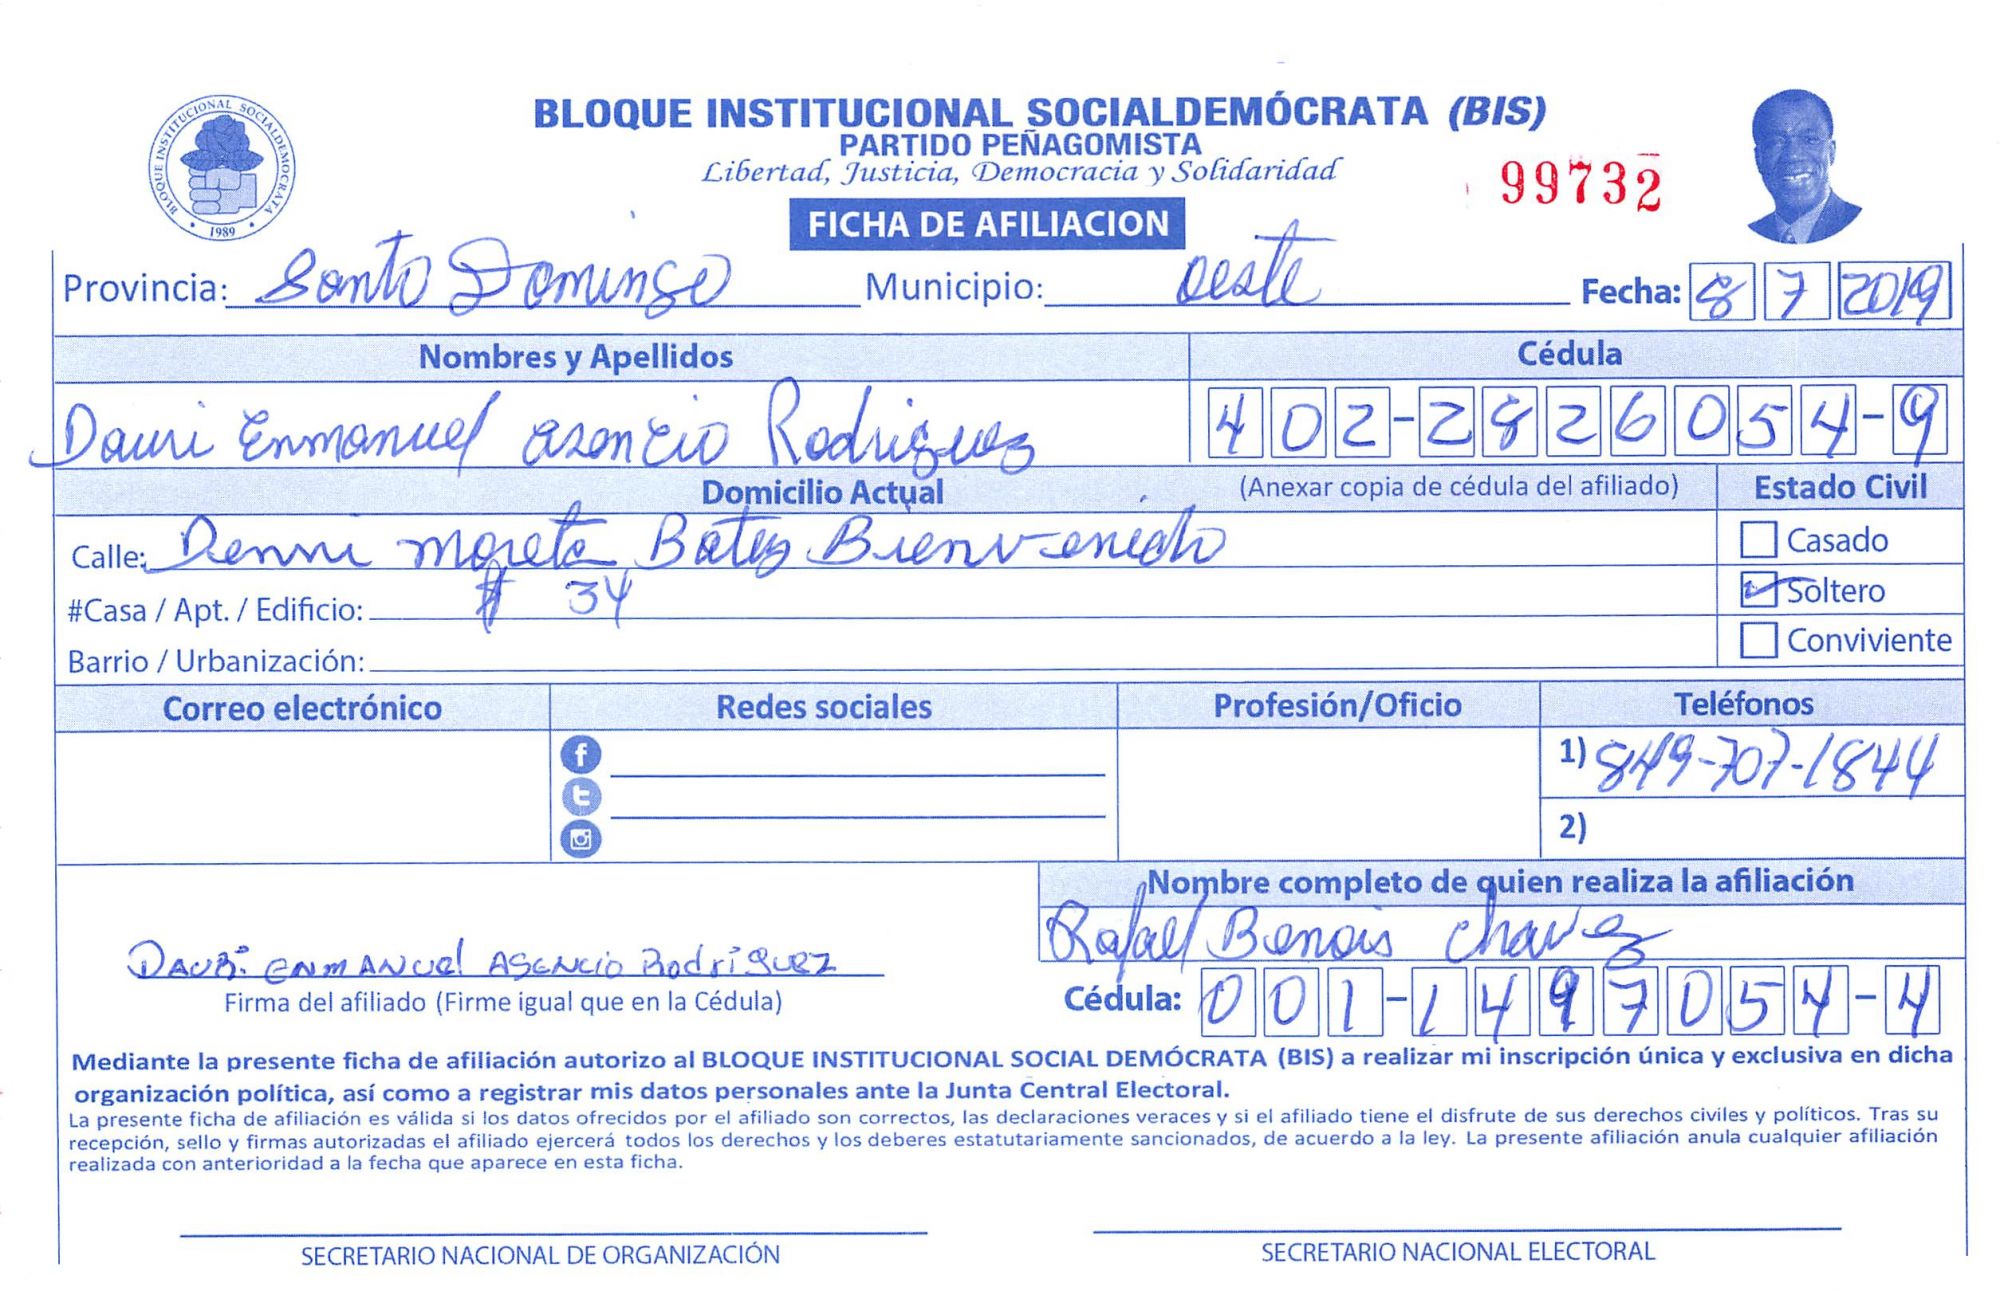 BLOQUE INSTITUCIONAL SOCIALDEMÓCRATA (BIS)
PARTIDO PEÑAGOMISTA
Libertad, Justicia, Democracia y Solidaridad
99732
BLOQUE INSTITUCIONAL SOCIALDEMOCRATA
1989
FICHA DE AFILIACION
Provincia: Santo Domingo Municipio: oeste Fecha: 8 7 2019
Nombres y Apellidos Cédula
Dauri Enmanuel asencio Rodriguez 402-2826054-9
Domicilio Actual (Anexar copia de cédula del afiliado) Estado Civil
Calle: Denni Moreta Batey Bienvenido Casado
#Casa / Apt. / Edificio: # 34 Soltero
Barrio / Urbanización: Conviviente
Correo electrónico Redes sociales Profesión/Oficio Teléfonos
1) 849-707-1844
2)
Nombre completo de quien realiza la afiliación
Rafael Benois Chavez
DAURi ENMANUel ASENCio Rodriguez
Firma del afiliado (Firme igual que en la Cédula) Cédula: 001-1497054-4
Mediante la presente ficha de afiliación autorizo al BLOQUE INSTITUCIONAL SOCIAL DEMÓCRATA (BIS) a realizar mi inscripción única y exclusiva en dicha
organización política, así como a registrar mis datos personales ante la Junta Central Electoral.
La presente ficha de afiliación es válida si los datos ofrecidos por el afiliado son correctos, las declaraciones veraces y si el afiliado tiene el disfrute de sus derechos civiles y políticos. Tras su
recepción, sello y firmas autorizadas el afiliado ejercerá todos los derechos y los deberes estatutariamente sancionados, de acuerdo a la ley. La presente afiliación anula cualquier afiliación
realizada con anterioridad a la fecha que aparece en esta ficha.
SECRETARIO NACIONAL DE ORGANIZACIÓN SECRETARIO NACIONAL ELECTORAL